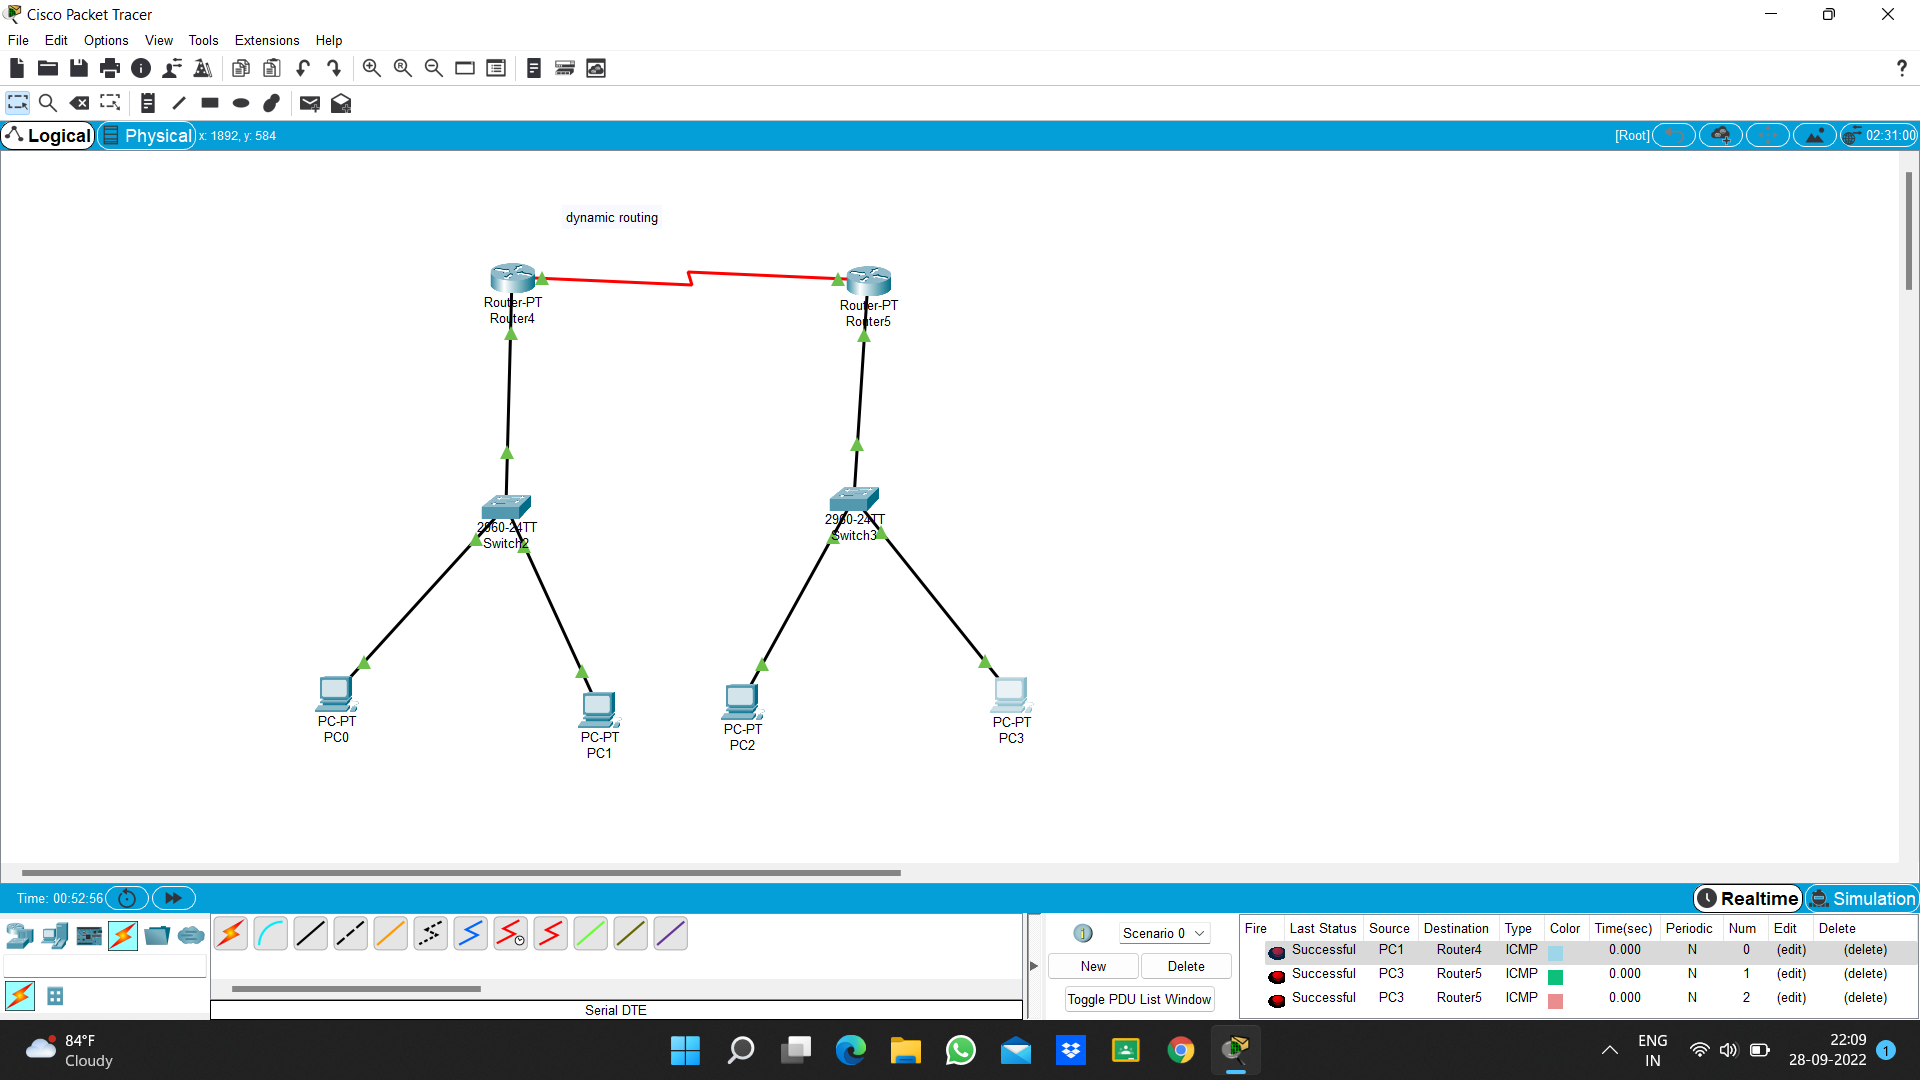 Cisco Packet Tracer
File Edit Options View Tools Extensions Help
?
Logical Physical x: 1892, y: 584 [Root] 02:31:00
dynamic routing
Router-PT
Router4
Router-PT
Router5
2960-24TT
Switch2
2960-24TT
Switch3
PC-PT
PC0
PC-PT
PC1
PC-PT
PC2
PC-PT
PC3
Time: 00:52:56 Realtime Simulation
Serial DTE
Scenario 0
New Delete
Toggle PDU List Window
Fire Last Status Source Destination Type Color Time(sec) Periodic Num Edit Delete
Successful PC1 Router4 ICMP 0.000 N 0 (edit) (delete)
Successful PC3 Router5 ICMP 0.000 N 1 (edit) (delete)
Successful PC3 Router5 ICMP 0.000 N 2 (edit) (delete)
84°F
Cloudy
ENG
IN
22:09
28-09-2022
1